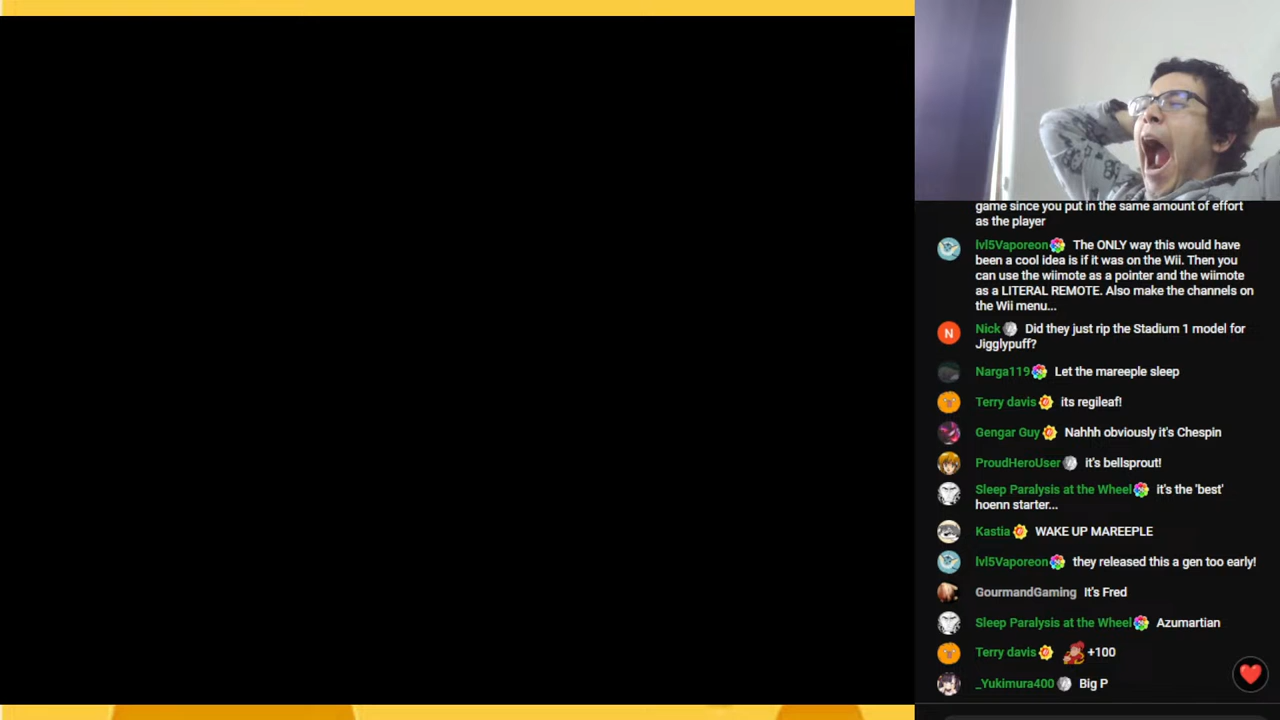 game since you put in the same amount of effort
as the player
lvl5Vaporeon The ONLY way this would have
been a cool idea is if it was on the Wii. Then you
can use the wiimote as a pointer and the wiimote
as a LITERAL REMOTE. Also make the channels on
the Wii menu...
N
Nick Did they just rip the Stadium 1 model for
Jigglypuff?
Narga119 Let the mareeple sleep
Terry davis its regileaf!
Gengar Guy Nahhh obviously it's Chespin
ProudHeroUser it's bellsprout!
Sleep Paralysis at the Wheel it's the 'best'
hoenn starter...
Kastia WAKE UP MAREEPLE
lvl5Vaporeon they released this a gen too early!
GourmandGaming It's Fred
Sleep Paralysis at the Wheel Azumartian
Terry davis +100
_Yukimura400 Big P